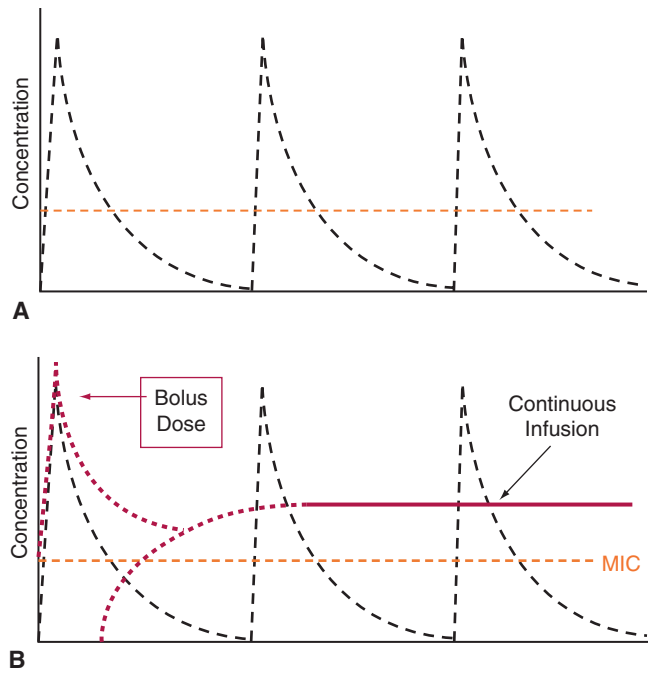 Concentration
A
Bolus
Dose
Continuous
Infusion
Concentration
MIC
B